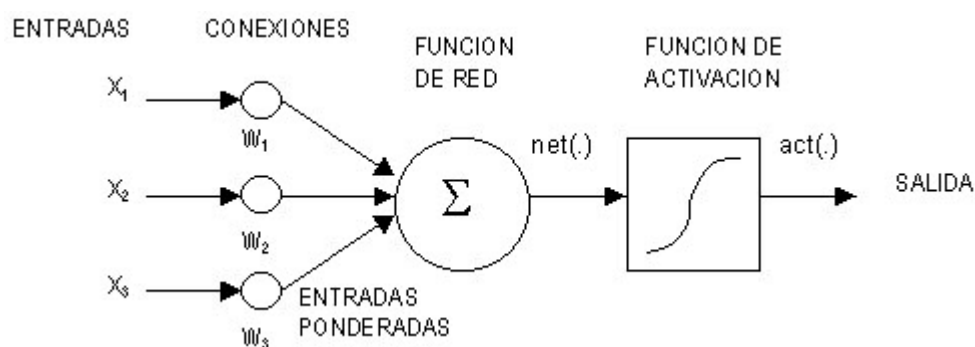 ENTRADAS
CONEXIONES
FUNCION
DE RED
FUNCION DE
ACTIVACION
X₁
W₁
X₂
W₂
X₃
W₃
ENTRADAS
PONDERADAS
Σ
net(.)
act(.)
SALIDA